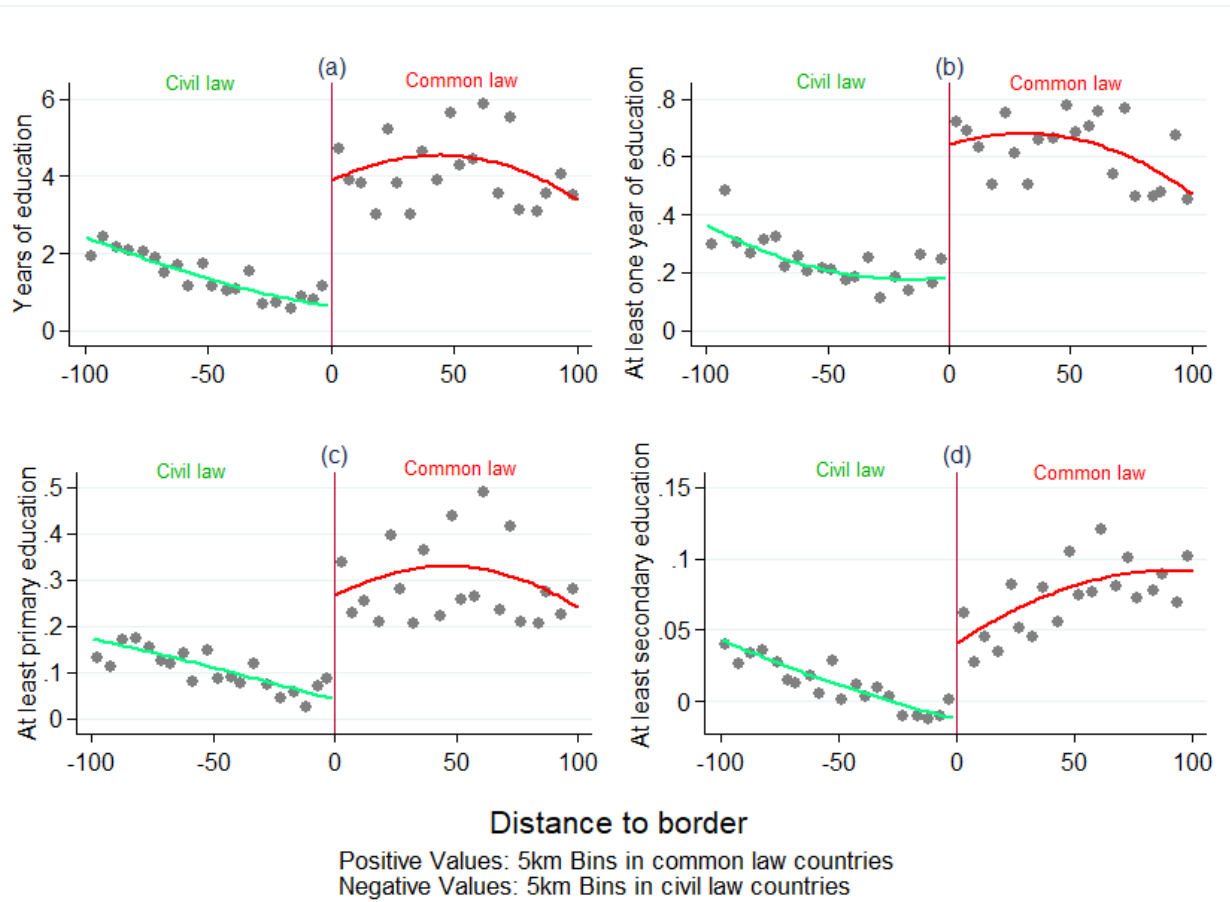 (a)
Civil law
Common law
Years of education
6
4
2
0
-100 -50 0 50 100
(b)
Civil law
Common law
At least one year of education
.8
.6
.4
.2
0
-100 -50 0 50 100
(c)
Civil law
Common law
At least primary education
.5
.4
.3
.2
.1
0
-100 -50 0 50 100
(d)
Civil law
Common law
At least secondary education
.15
.1
.05
0
-100 -50 0 50 100
Distance to border
Positive Values: 5km Bins in common law countries
Negative Values: 5km Bins in civil law countries